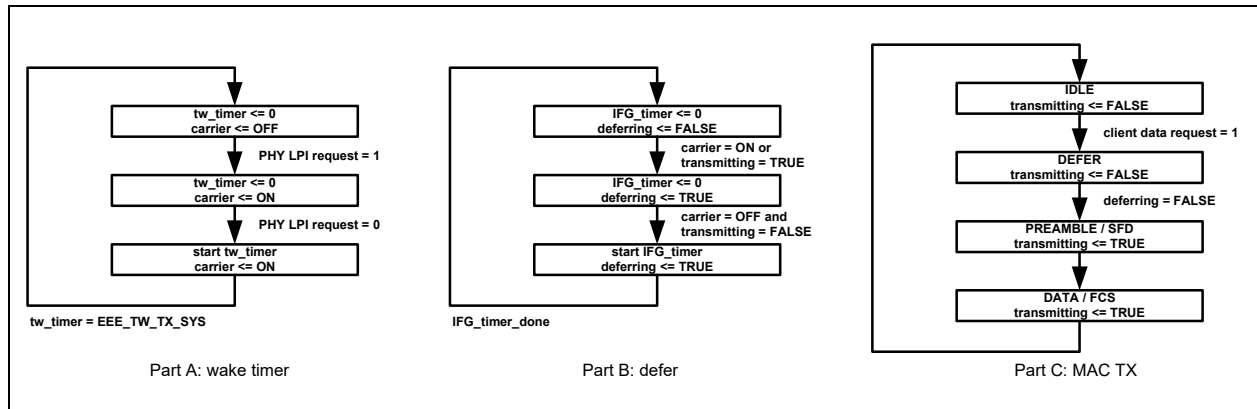 tw_timer <= 0
carrier <= OFF
PHY LPI request = 1
tw_timer <= 0
carrier <= ON
PHY LPI request = 0
start tw_timer
carrier <= ON
tw_timer = EEE_TW_TX_SYS
Part A: wake timer
IFG_timer <= 0
deferring <= FALSE
carrier = ON or
transmitting = TRUE
IFG_timer <= 0
deferring <= TRUE
carrier = OFF and
transmitting = FALSE
start IFG_timer
deferring <= TRUE
IFG_timer_done
Part B: defer
IDLE
transmitting <= FALSE
client data request = 1
DEFER
transmitting <= FALSE
deferring = FALSE
PREAMBLE / SFD
transmitting <= TRUE
DATA / FCS
transmitting <= TRUE
Part C: MAC TX